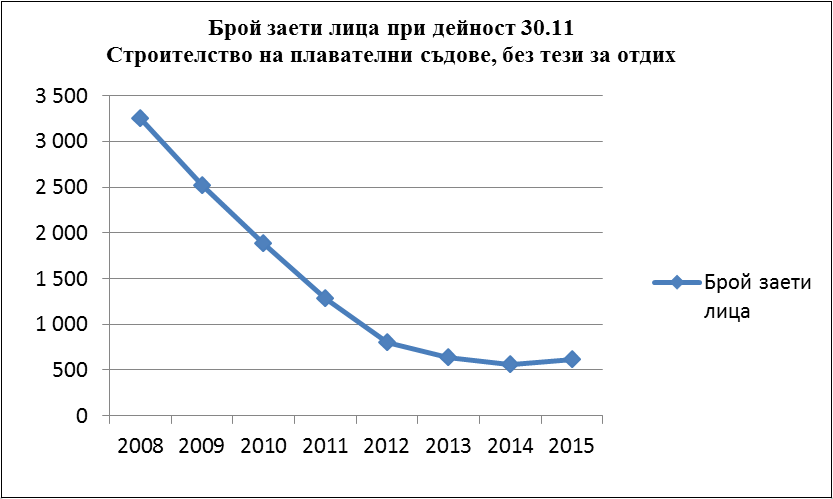 Брой заети лица при дейност 30.11
Строителство на плавателни съдове, без тези за отдих
3 500
3 000
2 500
2 000
1 500
1 000
500
0
2008 2009 2010 2011 2012 2013 2014 2015
Брой заети
лица